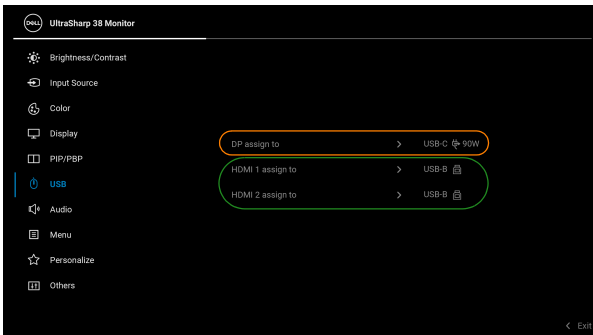 DELL UltraSharp 38 Monitor
Brightness/Contrast
Input Source
Color
Display
DP assign to > USB-C 90W
PIP/PBP
HDMI 1 assign to > USB-B
USB
HDMI 2 assign to > USB-B
Audio
Menu
Personalize
Others
< Exit